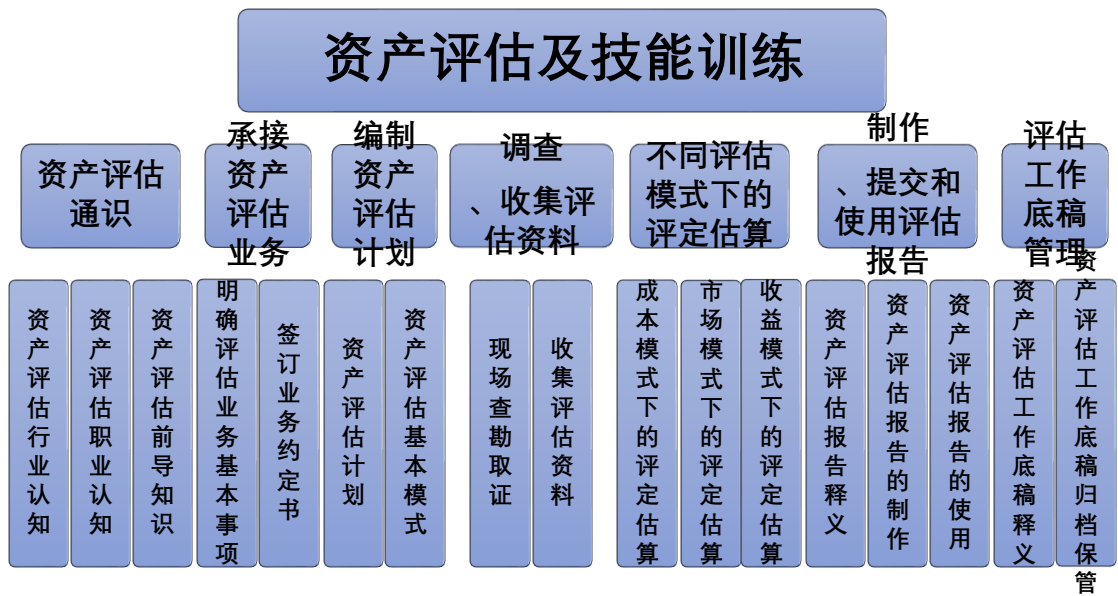 资产评估及技能训练
资产评估
通识
承接
资产
评估
业务
编制
资产
评估
计划
调查
、收集评
估资料
不同评估
模式下的
评定估算
制作
、提交和
使用评估
报告
评估
工作
底稿
管理
资产评估行业认知
资产评估职业认知
资产评估前导知识
明确评估业务基本事项
签订业务约定书
资产评估计划
资产评估基本模式
现场查勘取证
收集评估资料
成本模式下的评定估算
市场模式下的评定估算
收益模式下的评定估算
资产评估报告释义
资产评估报告的制作
资产评估报告的使用
资产评估工作底稿释义
资产评估工作底稿归档保管